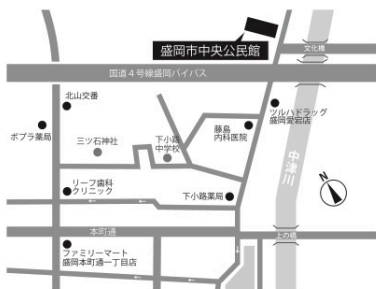 盛岡市中央公民館
文化橋
国道4号線盛岡バイパス
北山交番
ツルハドラッグ
盛岡愛宕店
ポプラ薬局
三ツ石神社
下小路
中学校
藤島
内科医院
中津川
N
リーフ歯科
クリニック
下小路薬局
本町通
上の橋
ファミリーマート
盛岡本町通一丁目店